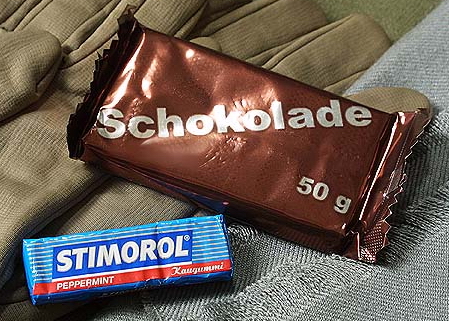 Schokolade
50 g
STIMOROL®
PEPPERMINT
Kaugummi